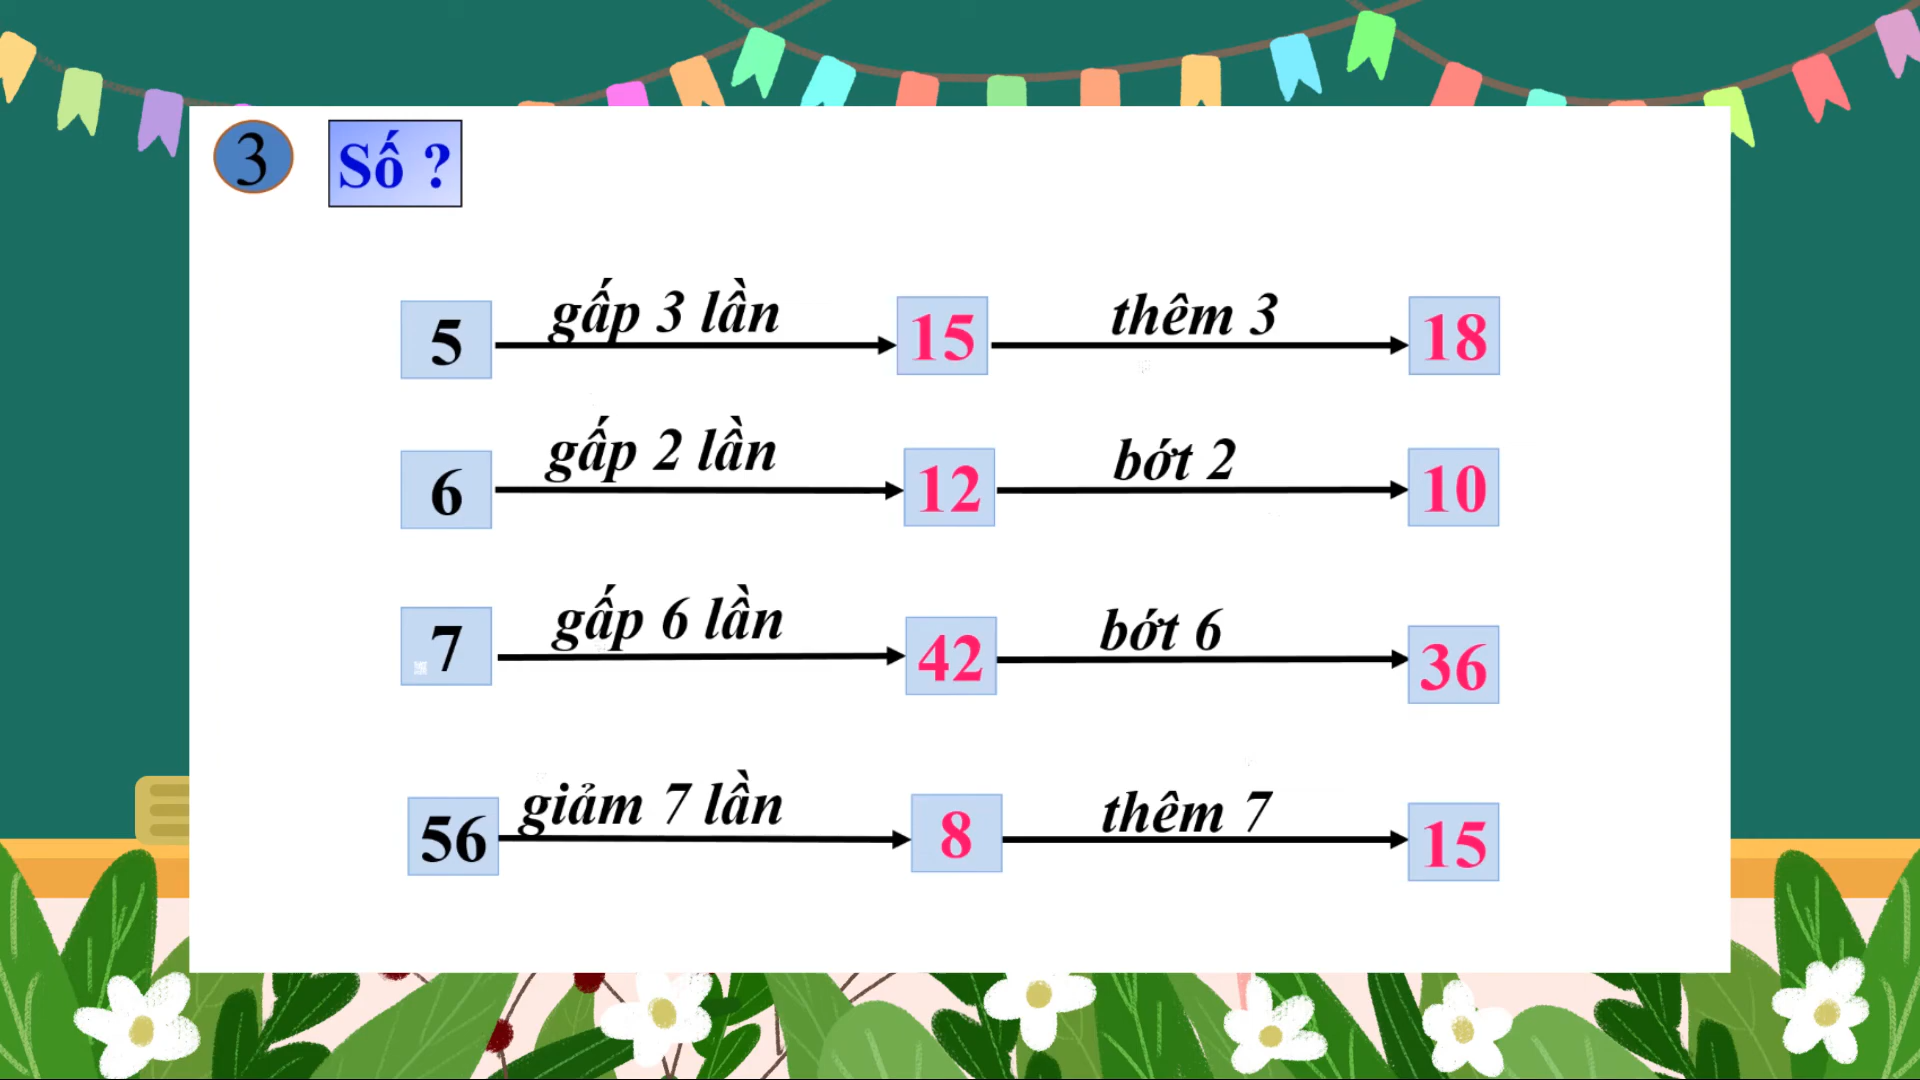 3 Số ?
5 gấp 3 lần 15 thêm 3 18
6 gấp 2 lần 12 bớt 2 10
7 gấp 6 lần 42 bớt 6 36
56 giảm 7 lần 8 thêm 7 15